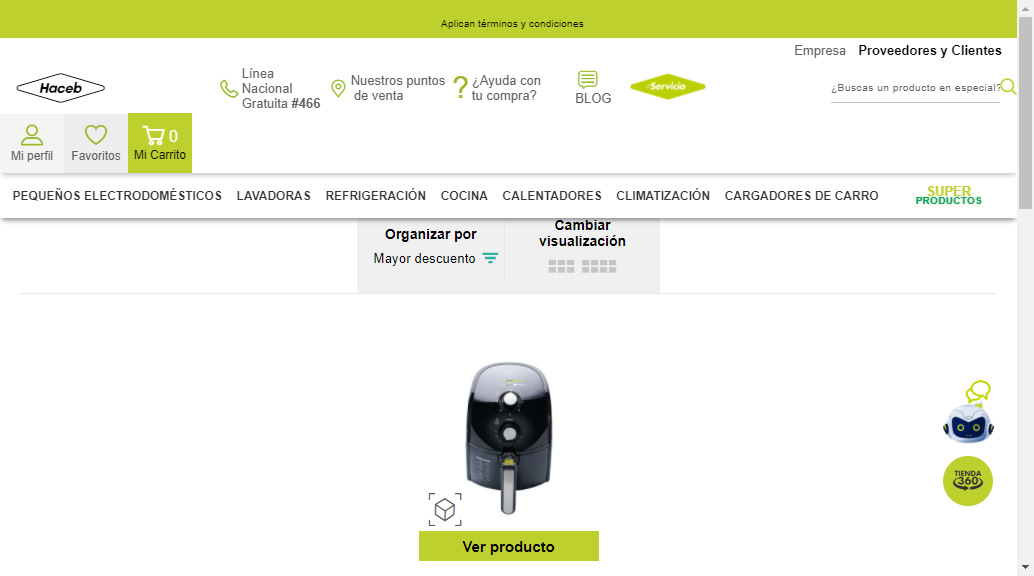 Aplican términos y condiciones
Empresa Proveedores y Clientes
Haceb
Línea
Nacional
Gratuita #466
Nuestros puntos
de venta
¿Ayuda con
tu compra?
BLOG
Servicio
¿Buscas un producto en especial?
Mi perfil
Favoritos
0
Mi Carrito
PEQUEÑOS ELECTRODOMÉSTICOS LAVADORAS REFRIGERACIÓN COCINA CALENTADORES CLIMATIZACIÓN CARGADORES DE CARRO
SUPER
PRODUCTOS
Organizar por
Mayor descuento
Cambiar
visualización
TIENDA
360
Ver producto